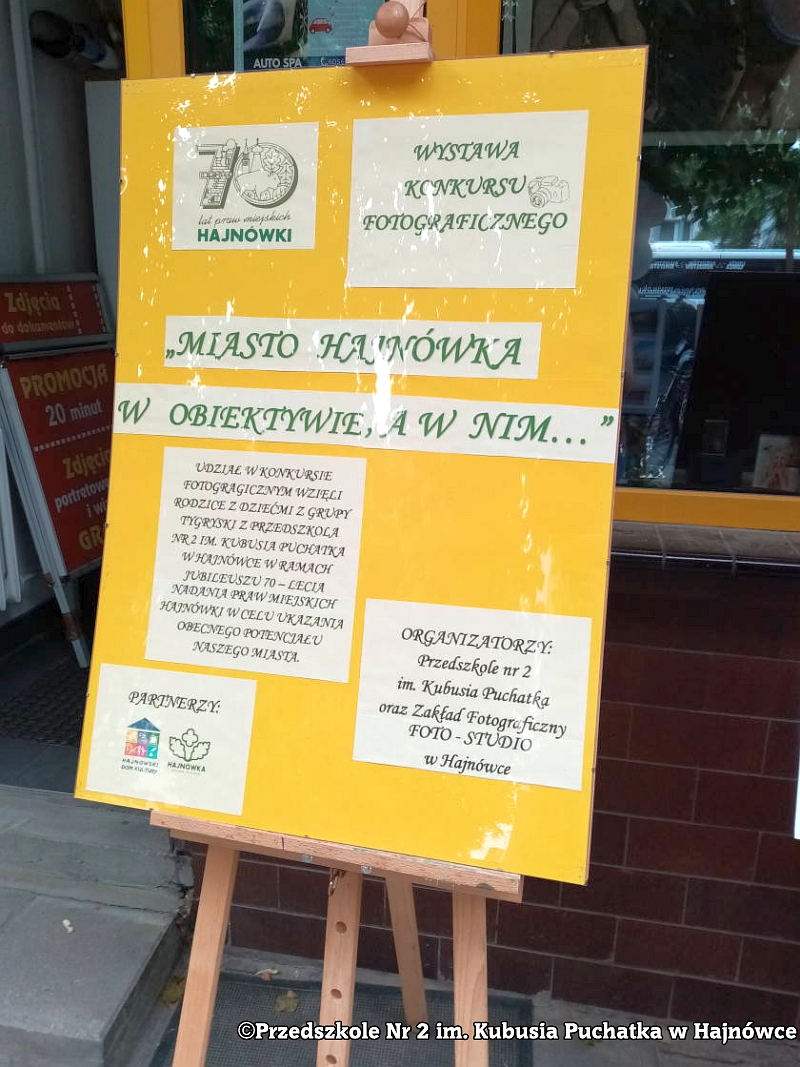 AUTO SPA
70
lat praw miejskich
HAJNÓWKI
WYSTAWA
KONKURSU
FOTOGRAFICZNEGO
„MIASTO HAJNÓWKA
W OBIEKTYWIE, A W NIM... ”
UDZIAŁ W KONKURSIE
FOTOGRAGICZNYM WZIĘLI
RODZICE Z DZIEĆMI Z GRUPY
TYGRYSKI Z PRZEDSZKOLA
NR 2 IM. KUBUSIA PUCHATKA
W HAJNÓWCE W RAMACH
JUBILEUSZU 70 – LECIA
NADANIA PRAW MIEJSKICH
HAJNÓWKI W CELU UKAZANIA
OBECNEGO POTENCJAŁU
NASZEGO MIASTA.
ORGANIZATORZY:
Przedszkole nr 2
im. Kubusia Puchatka
oraz Zakład Fotograficzny
FOTO - STUDIO
w Hajnówce
PARTNERZY:
HAJNOWSKI
DOM KULTURY
HAJNÓWKA
Zdjęcia
do dokumentów
PROMOCJA
20 minut
Zdjęcia
portretowe
i
GR
©Przedszkole Nr 2 im. Kubusia Puchatka w Hajnówce